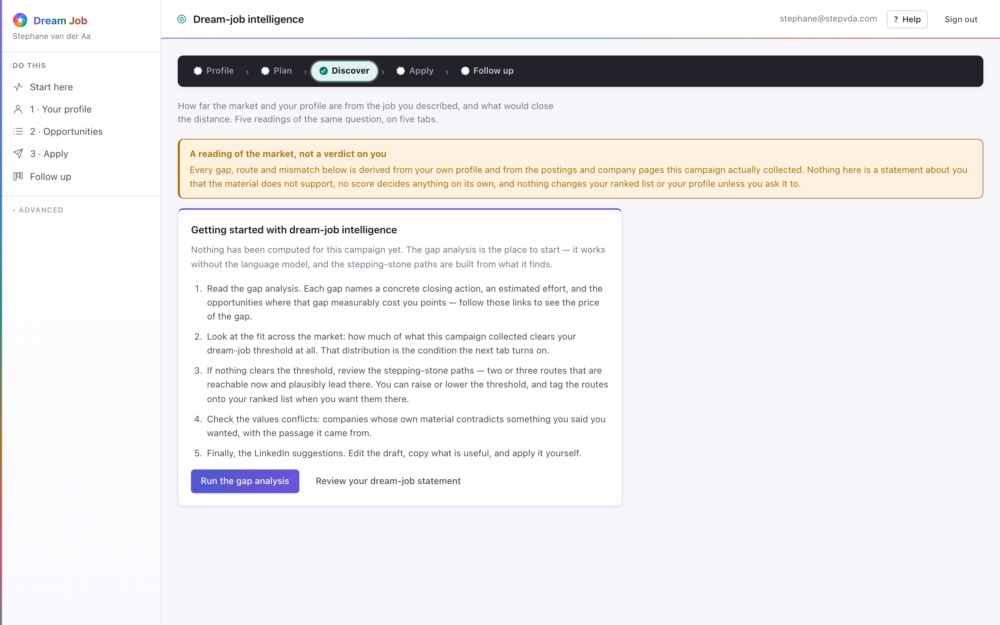 Dream Job
Stephane van der Aa
DO THIS
Start here
1 · Your profile
2 · Opportunities
3 · Apply
Follow up
▸ ADVANCED
Dream-job intelligence
stephane@stepvda.com
? Help
Sign out
Profile › Plan › Discover › Apply › Follow up
How far the market and your profile are from the job you described, and what would close
the distance. Five readings of the same question, on five tabs.
A reading of the market, not a verdict on you
Every gap, route and mismatch below is derived from your own profile and from the postings and company pages this campaign actually collected. Nothing here is a statement about you
that the material does not support, no score decides anything on its own, and nothing changes your ranked list or your profile unless you ask it to.
Getting started with dream-job intelligence
Nothing has been computed for this campaign yet. The gap analysis is the place to start — it works
without the language model, and the stepping-stone paths are built from what it finds.
1. Read the gap analysis. Each gap names a concrete closing action, an estimated effort, and the
opportunities where that gap measurably cost you points — follow those links to see the price
of the gap.
2. Look at the fit across the market: how much of what this campaign collected clears your
dream-job threshold at all. That distribution is the condition the next tab turns on.
3. If nothing clears the threshold, review the stepping-stone paths — two or three routes that are
reachable now and plausibly lead there. You can raise or lower the threshold, and tag the routes
onto your ranked list when you want them there.
4. Check the values conflicts: companies whose own material contradicts something you said you
wanted, with the passage it came from.
5. Finally, the LinkedIn suggestions. Edit the draft, copy what is useful, and apply it yourself.
Run the gap analysis
Review your dream-job statement